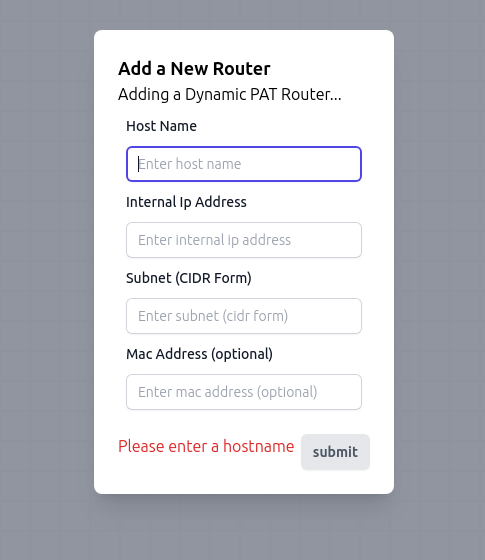 Add a New Router
Adding a Dynamic PAT Router...
Host Name
Enter host name
Internal Ip Address
Enter internal ip address
Subnet (CIDR Form)
Enter subnet (cidr form)
Mac Address (optional)
Enter mac address (optional)
Please enter a hostname
submit